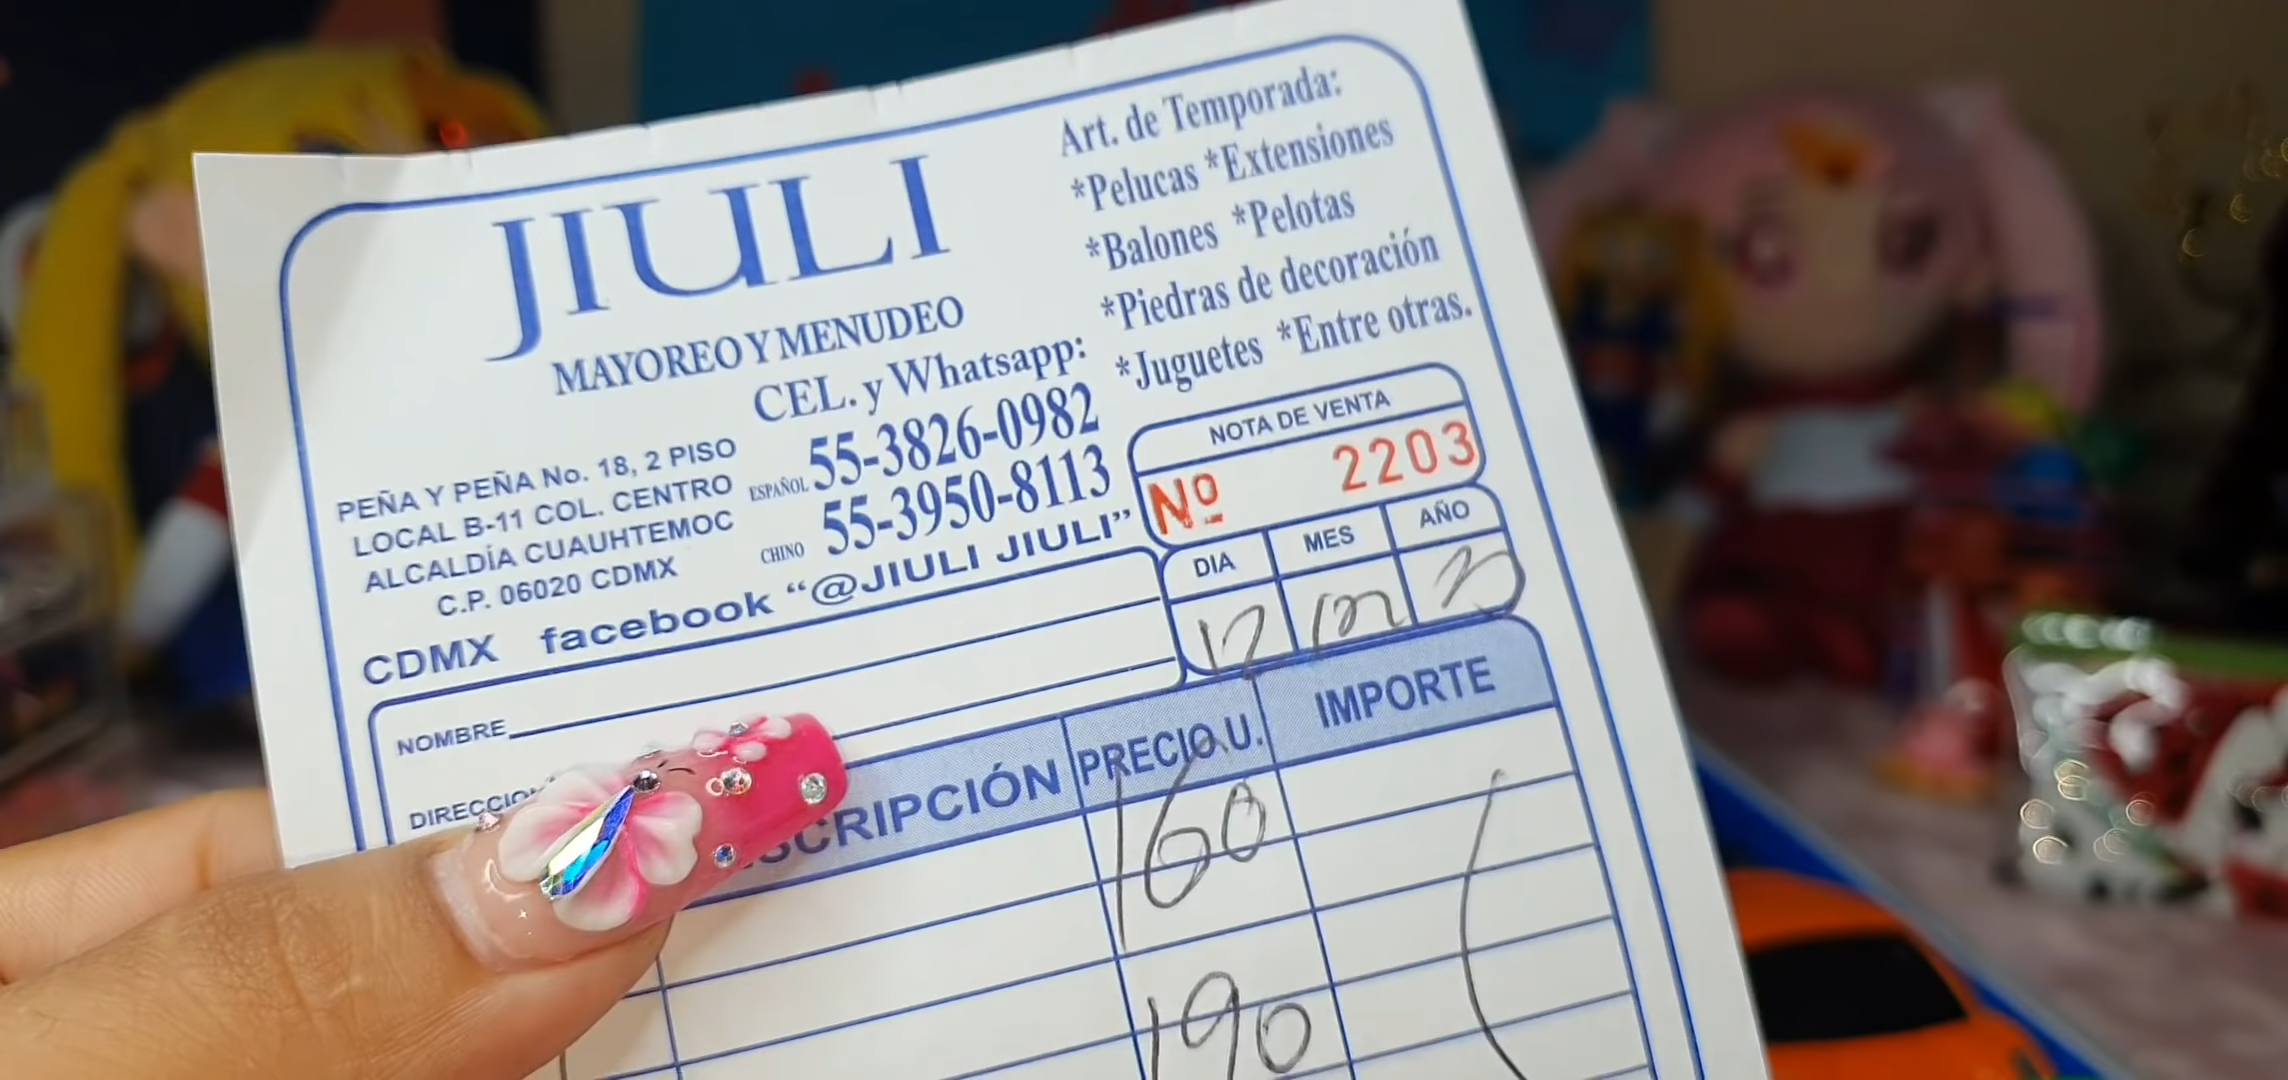 JIULI
MAYOREO Y MENUDEO
CEL. y Whatsapp:
ESPAÑOL 55-3826-0982
CHINO 55-3950-8113
PEÑA Y PEÑA No. 18, 2 PISO
LOCAL B-11 COL. CENTRO
ALCALDÍA CUAUHTEMOC
C.P. 06020 CDMX
CDMX facebook “@JIULI JIULI”
Art. de Temporada:
*Pelucas *Extensiones
*Balones *Pelotas
*Piedras de decoración
*Juguetes *Entre otras.
NOTA DE VENTA
Nº 2203
DIA MES AÑO
NOMBRE
PRECIO U. IMPORTE
160
190